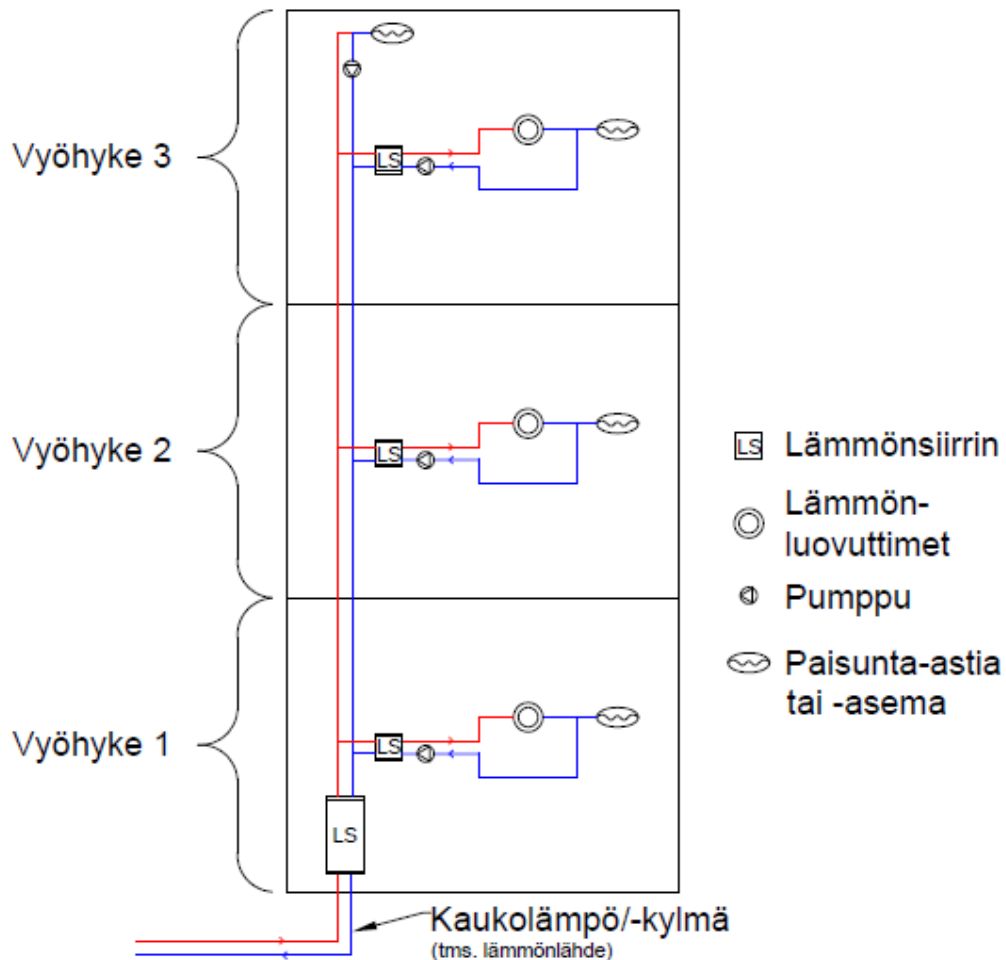 Vyöhyke 3
LS
Vyöhyke 2
LS
Vyöhyke 1
LS
LS
Kaukolämpö/-kylmä
(tms. lämmönlähde)
LS Lämmönsiirrin
Lämmön-
luovuttimet
Pumppu
Paisunta-astia
tai -asema